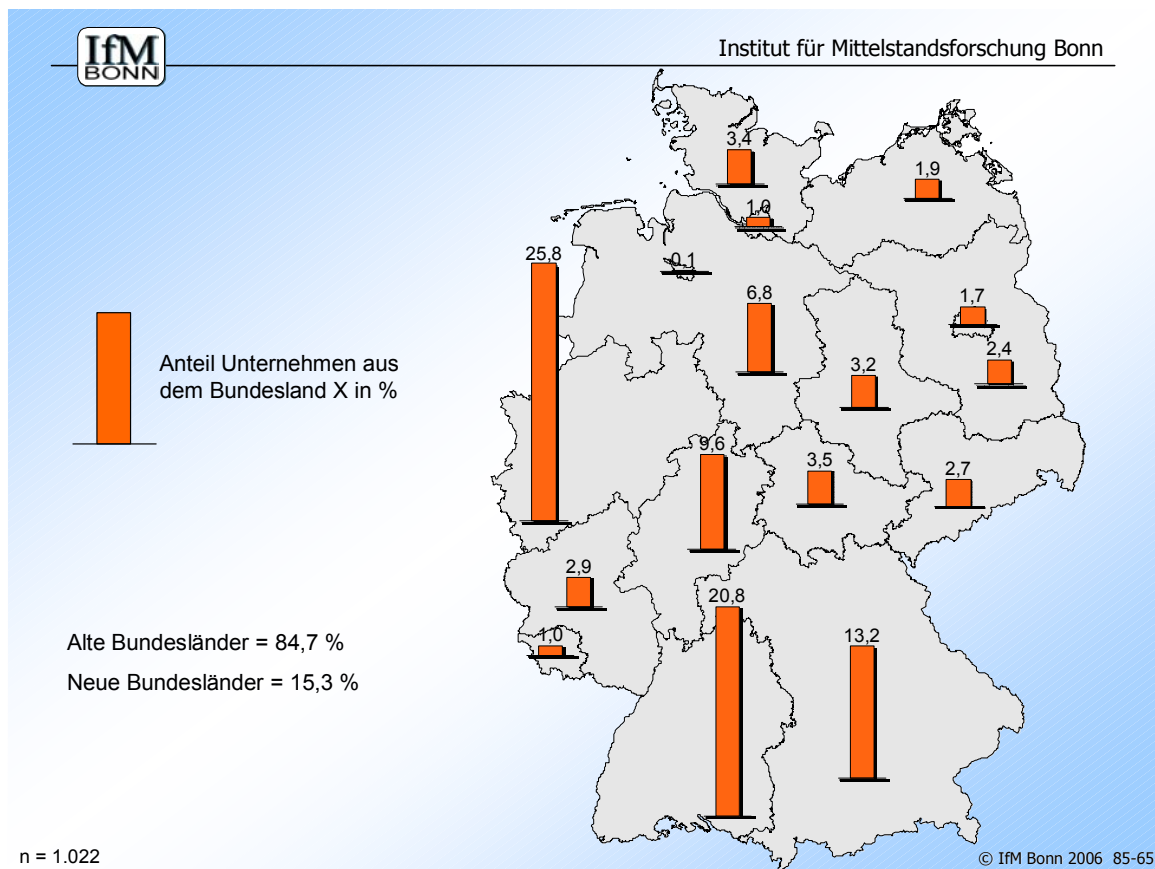 IfM
BONN
Institut für Mittelstandsforschung Bonn
3,4
1,9
1,0
0,1
25,8
6,8
1,7
2,4
3,2
Anteil Unternehmen aus
dem Bundesland X in %
9,6
3,5
2,7
2,9
20,8
1,0
13,2
Alte Bundesländer = 84,7 %
Neue Bundesländer = 15,3 %
n = 1.022
© IfM Bonn 2006 85-65